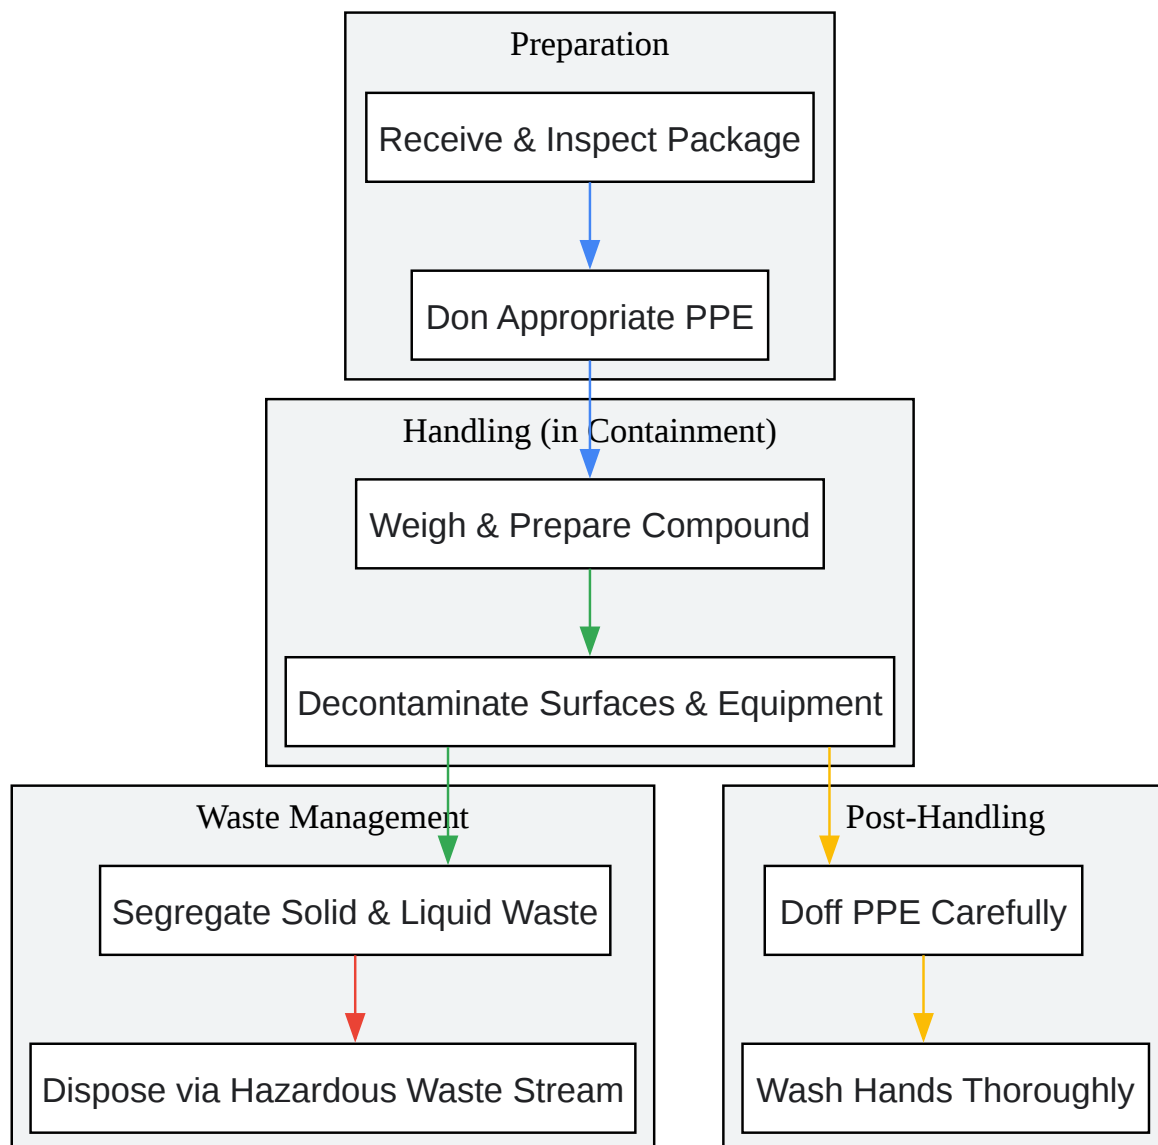 Preparation
Receive & Inspect Package
Don Appropriate PPE
Handling (in Containment)
Weigh & Prepare Compound
Decontaminate Surfaces & Equipment
Waste Management
Segregate Solid & Liquid Waste
Dispose via Hazardous Waste Stream
Post-Handling
Doff PPE Carefully
Wash Hands Thoroughly